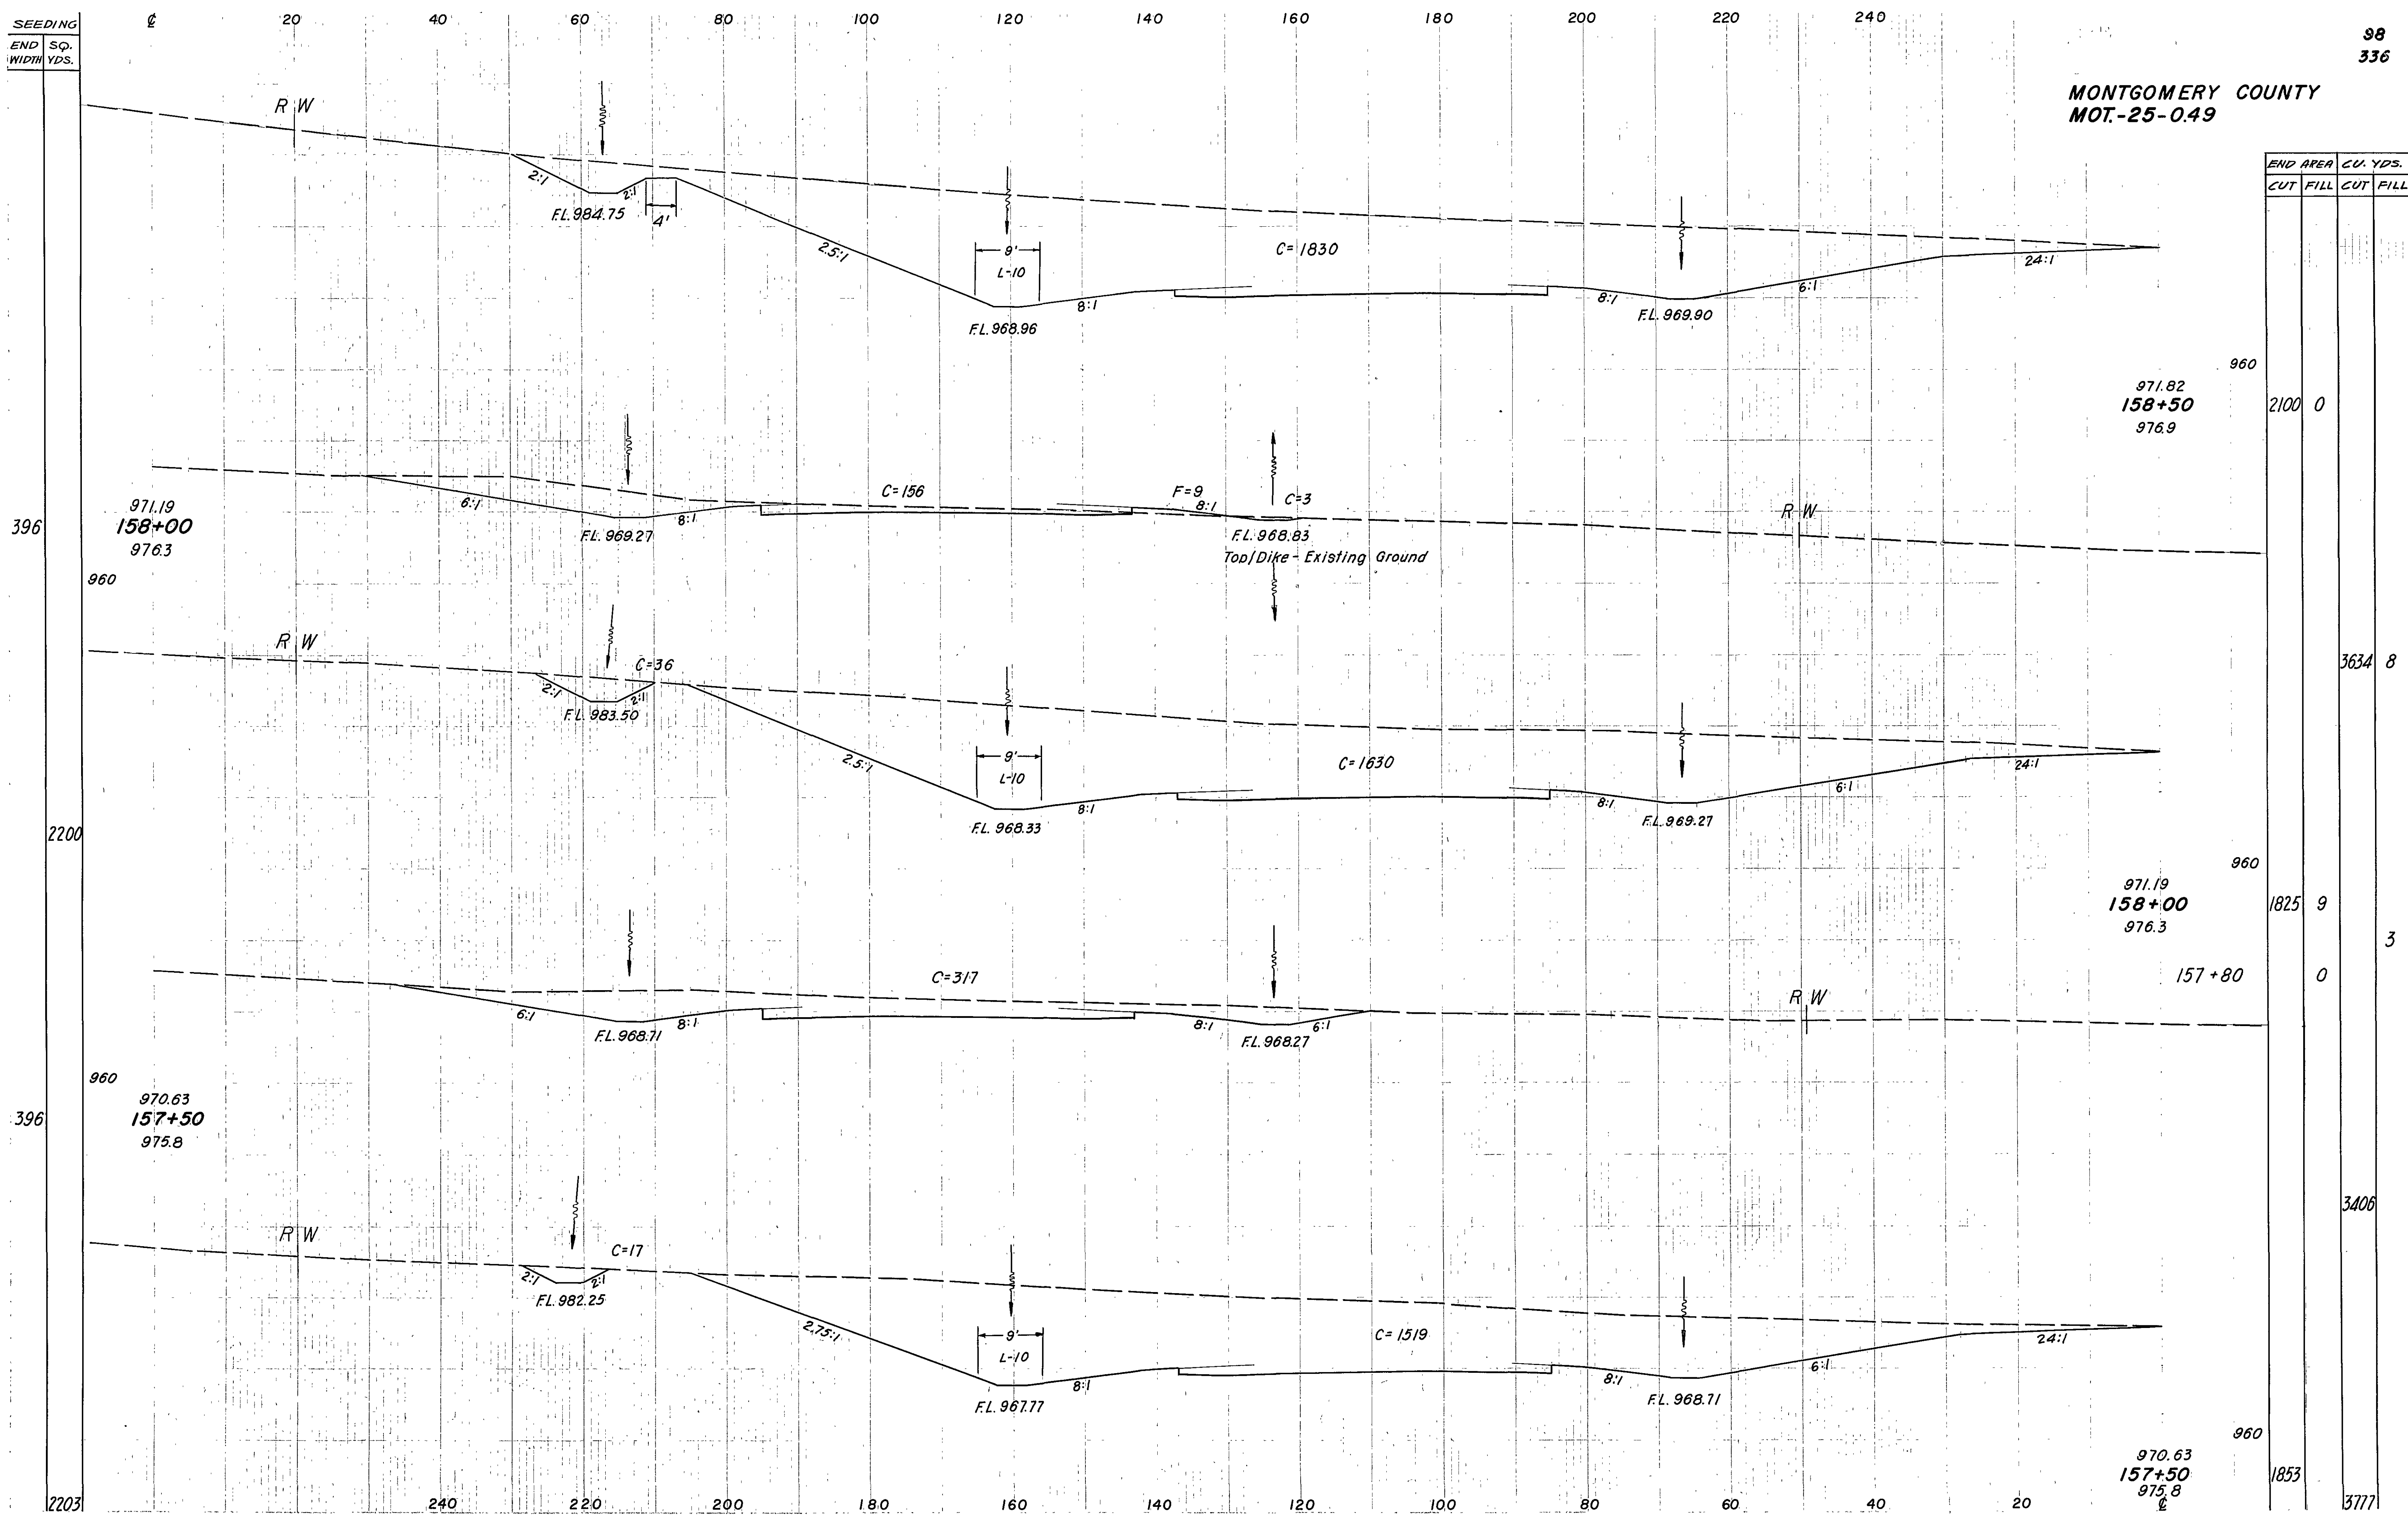 SEEDING
END WIDTH
SQ. YDS.
℄ 20 40 60 80 100 120 140 160 180 200 220 240
98
336
MONTGOMERY COUNTY
MOT.-25-0.49
END AREA CU. YDS.
CUT FILL CUT FILL
R W
2:1
F.L. 984.75
2:1
4'
2.5:1
9'
L-10
F.L. 968.96
8:1
C=1830
8:1
F.L. 969.90
6:1
24:1
960
971.82
158+50
976.9
2100 0
396
971.19
158+00
976.3
6:1
F.L. 969.27
8:1
C=156
F=9
8:1
C=3
F.L. 968.83
Top/Dike - Existing Ground
R W
960
3634 8
R W
2:1
C=36
2:1
F.L. 983.50
2.5:1
9'
L-10
F.L. 968.33
8:1
C=1630
8:1
F.L. 969.27
6:1
24:1
2200
960
971.19
158+00
976.3
1825 9
3
157+80 0
6:1
F.L. 968.71
8:1
C=317
8:1
F.L. 968.27
6:1
R W
960
396
970.63
157+50
975.8
3406
R W
2:1
C=17
2:1
F.L. 982.25
2.75:1
9'
L-10
F.L. 967.77
8:1
C=1519
8:1
F.L. 968.71
6:1
24:1
960
970.63
157+50
975.8
1853
2203
240 220 200 180 160 140 120 100 80 60 40 20 ℄
3777